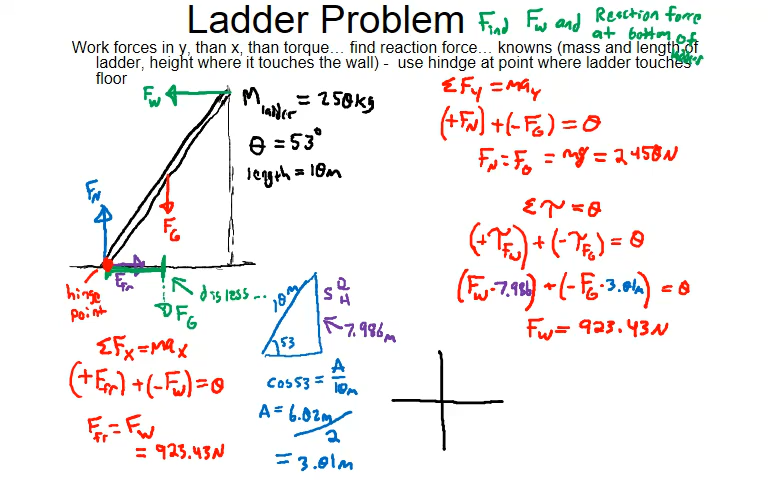 Ladder Problem
Find Fw and Reaction force
at bottom of
ladder
Work forces in y, than x, than torque... find reaction force... knowns (mass and length of
ladder, height where it touches the wall) - use hindge at point where ladder touches
floor
Fw
M ladder = 250kg
θ = 53°
length = 10m
FN
FG
Ffr
hinge
point
dis less...
FG
ΣFx = max
(+Ffr) + (-Fw) = 0
Ffr = Fw
= 923.43N
10m
53
S O
H
7.986m
cos53 = A
10m
A = 6.02m
2
= 3.01m
ΣFy = may
(+FN) + (-FG) = 0
FN = FG = mg = 2450N
Στ = 0
(+τFw) + (-τFG) = 0
(Fw·7.986) + (-FG·3.01m) = 0
Fw = 923.43N